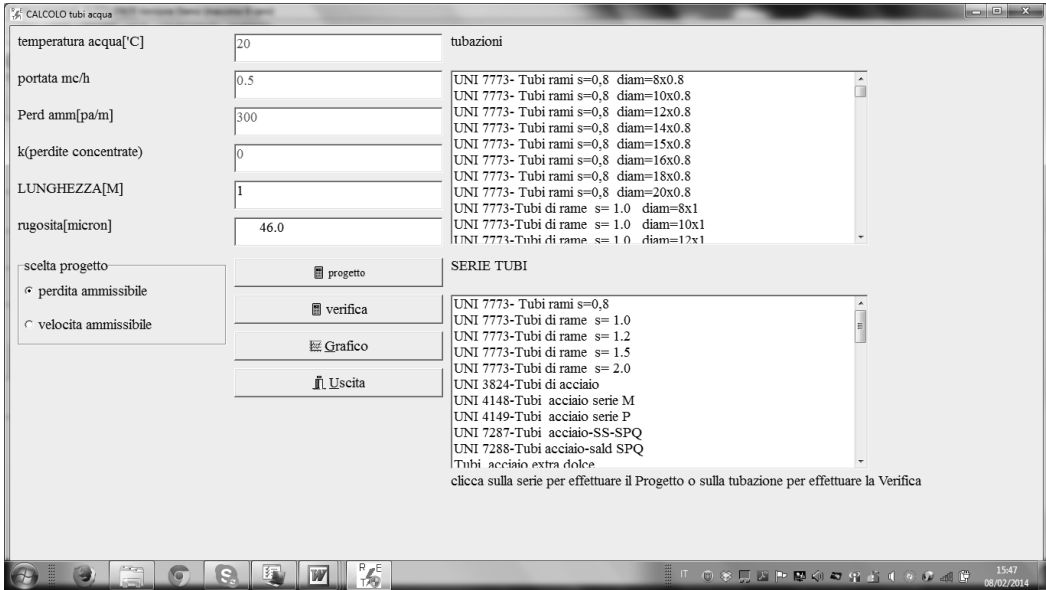 CALCOLO tubi acqua
temperatura acqua['C]
20
portata mc/h
0.5
Perd amm[pa/m]
300
k(perdite concentrate)
0
LUNGHEZZA[M]
1
rugosita[micron]
46.0
scelta progetto
perdita ammissibile
velocita ammissibile
progetto
verifica
Grafico
Uscita
tubazioni
UNI 7773- Tubi rami s=0,8 diam=8x0.8
UNI 7773- Tubi rami s=0,8 diam=10x0.8
UNI 7773- Tubi rami s=0,8 diam=12x0.8
UNI 7773- Tubi rami s=0,8 diam=14x0.8
UNI 7773- Tubi rami s=0,8 diam=15x0.8
UNI 7773- Tubi rami s=0,8 diam=16x0.8
UNI 7773- Tubi rami s=0,8 diam=18x0.8
UNI 7773- Tubi rami s=0,8 diam=20x0.8
UNI 7773-Tubi di rame s= 1.0 diam=8x1
UNI 7773-Tubi di rame s= 1.0 diam=10x1
UNI 7773-Tubi di rame s= 1.0 diam=12x1
SERIE TUBI
UNI 7773- Tubi rami s=0,8
UNI 7773-Tubi di rame s= 1.0
UNI 7773-Tubi di rame s= 1.2
UNI 7773-Tubi di rame s= 1.5
UNI 7773-Tubi di rame s= 2.0
UNI 3824-Tubi di acciaio
UNI 4148-Tubi acciaio serie M
UNI 4149-Tubi acciaio serie P
UNI 7287-Tubi acciaio-SS-SPQ
UNI 7288-Tubi acciaio-sald SPQ
Tubi acciaio extra dolce
clicca sulla serie per effettuare il Progetto o sulla tubazione per effettuare la Verifica
IT
15:47
08/02/2014